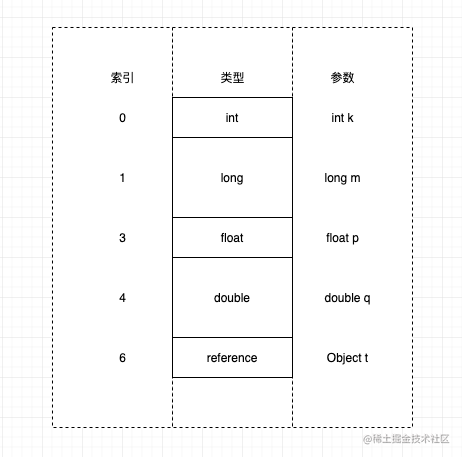 索引 类型 参数
0 int int k
1 long long m
3 float float p
4 double double q
6 reference Object t
@稀土掘金技术社区